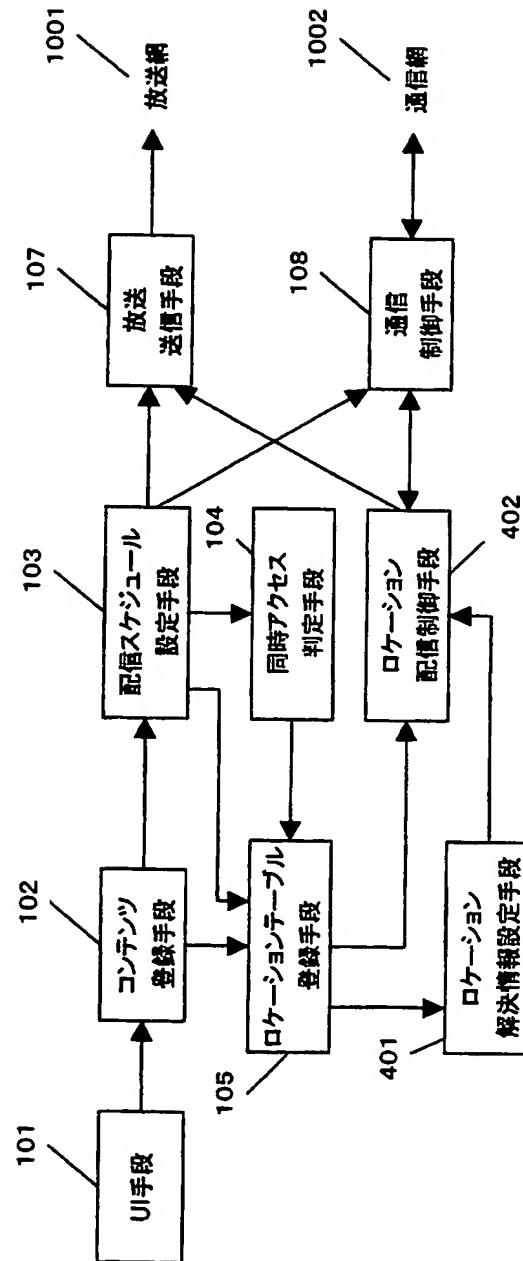 101
UI手段
102
コンテンツ
登録手段
103
配信スケジュール
設定手段
107
放送
送信手段
1001
放送網
104
同時アクセス
判定手段
105
ロケーションテーブル
登録手段
108
通信
制御手段
1002
通信網
402
ロケーション
配信制御手段
401
ロケーション
解決情報設定手段